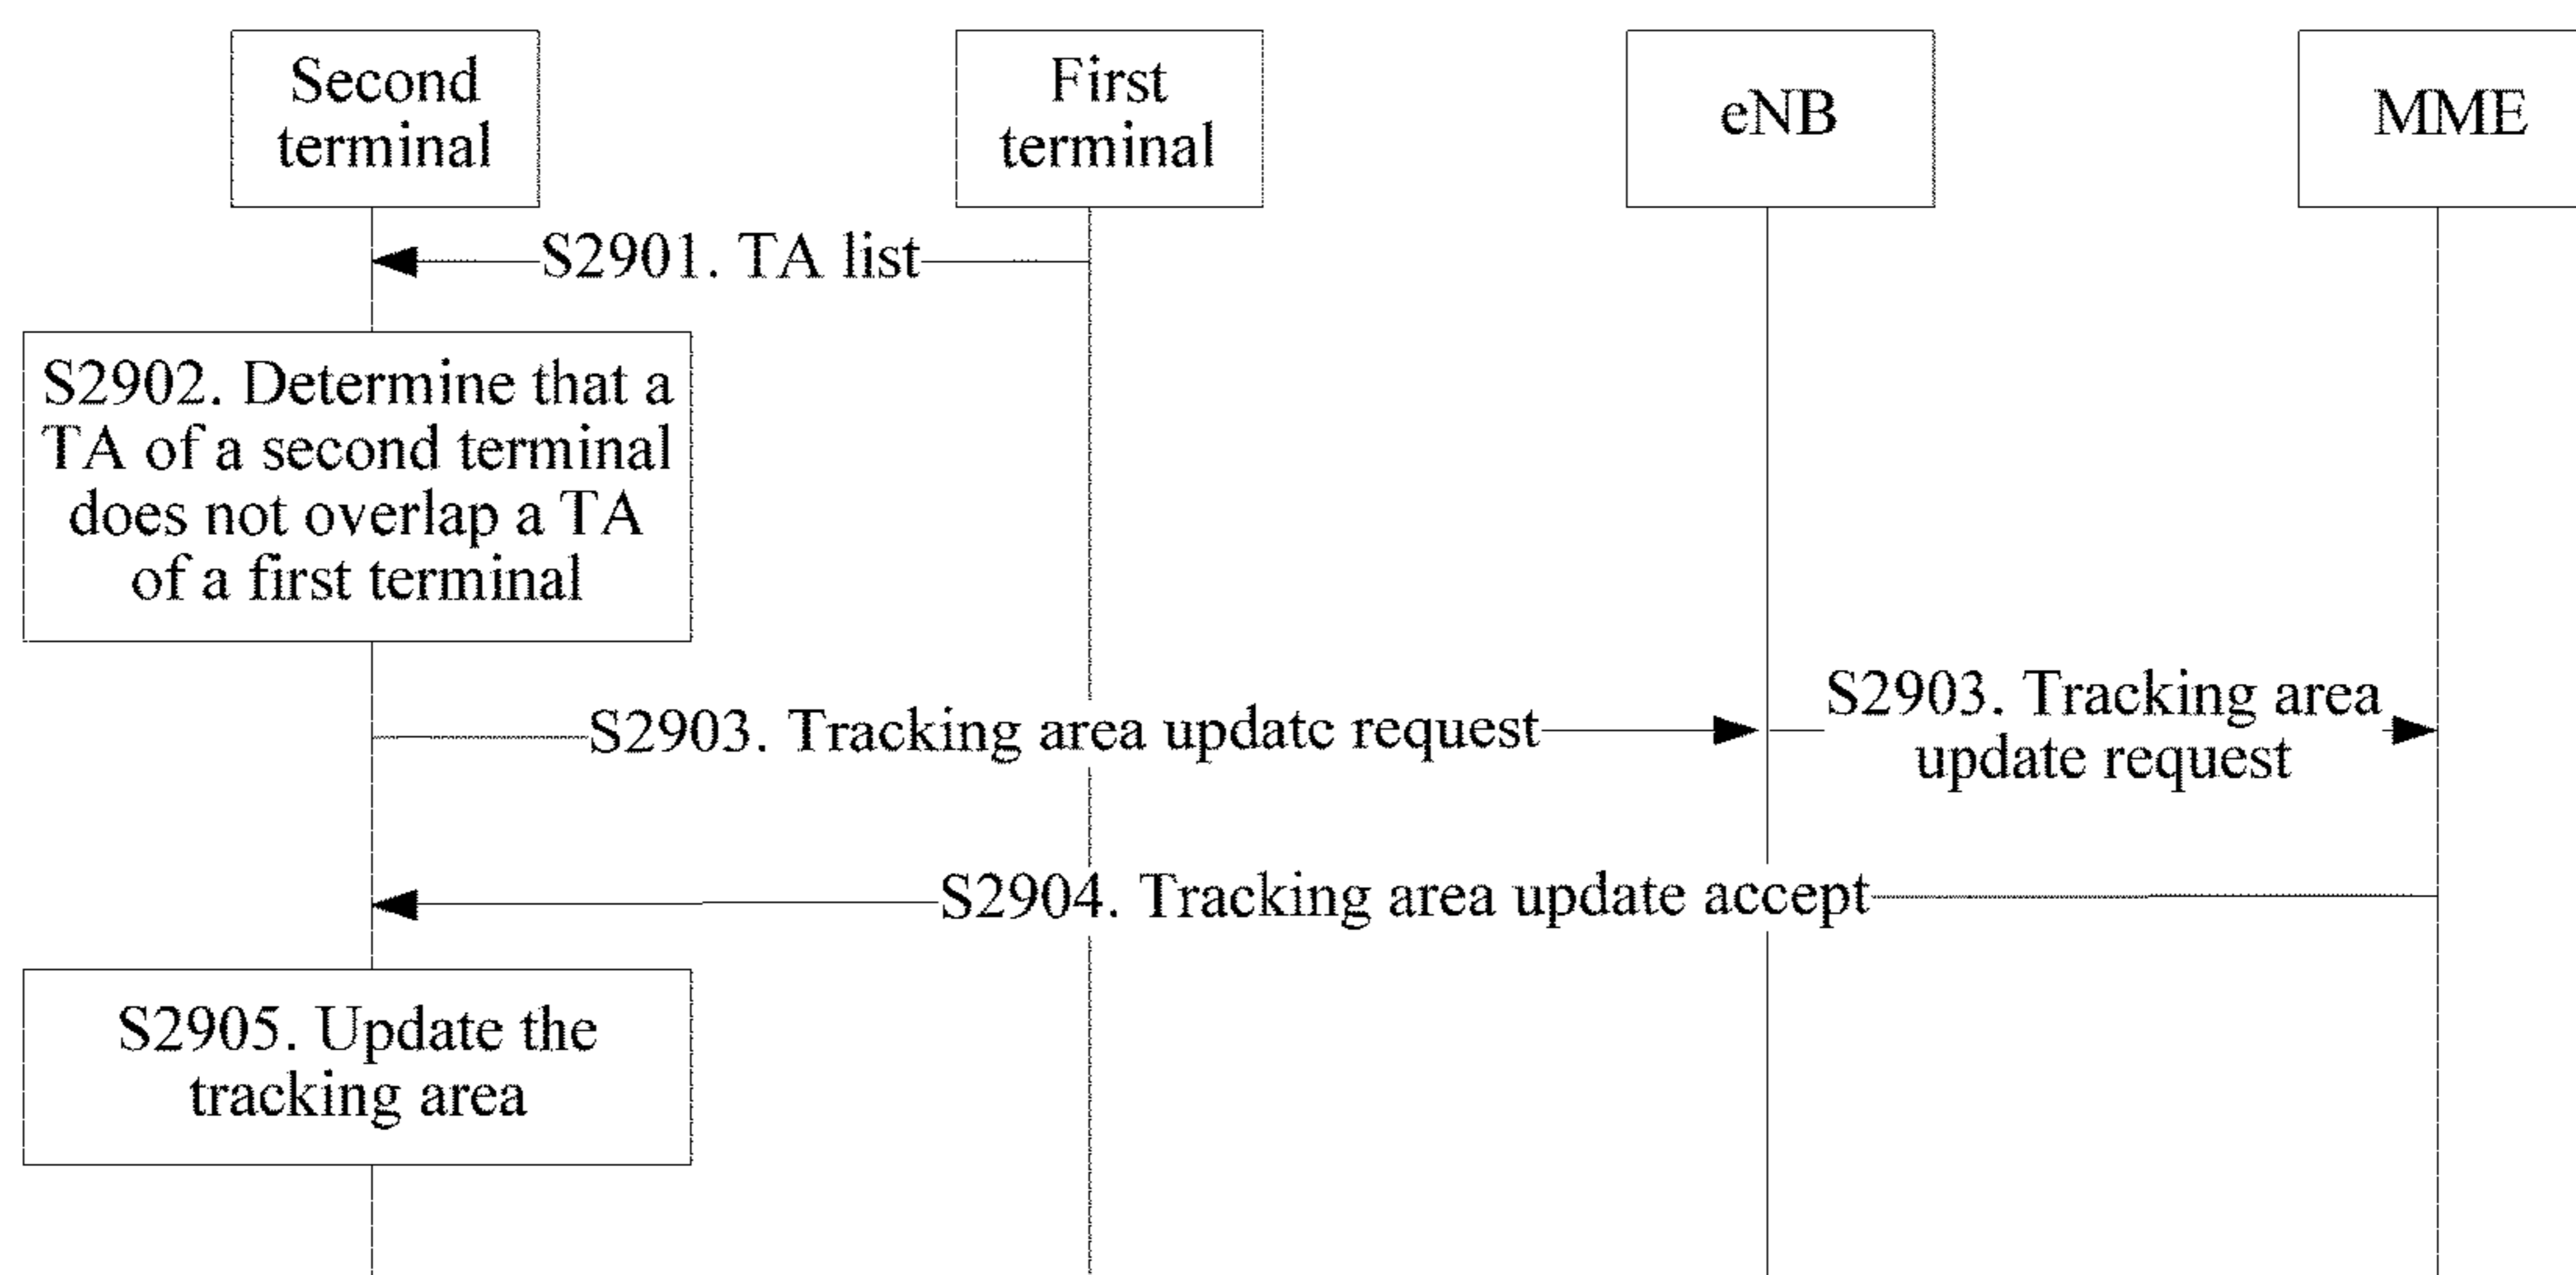 Second
terminal
First
terminal
eNB
MME
S2901. TA list
S2902. Determine that a
TA of a second terminal
does not overlap a TA
of a first terminal
S2903. Tracking area update request
S2903. Tracking area
update request
S2904. Tracking area update accept
S2905. Update the
tracking area